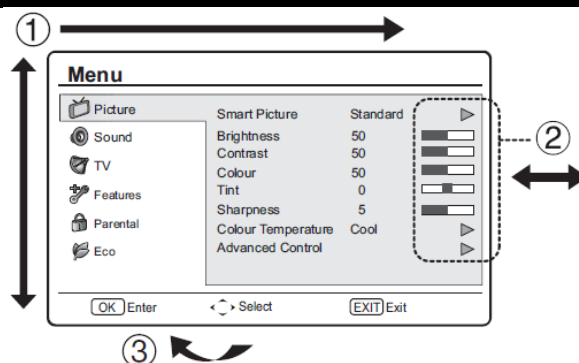 ①
Menu
Picture
Sound
TV
Features
Parental
Eco
Smart Picture Standard
Brightness 50
Contrast 50
Colour 50
Tint 0
Sharpness 5
Colour Temperature Cool
Advanced Control
②
OK Enter Select EXIT Exit
③